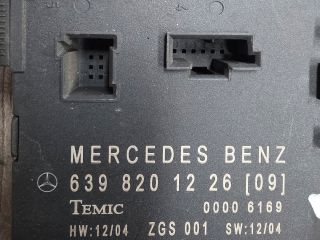 MERCEDES BENZ
639 820 12 26 [09]
TEMIC 0000 6169
HW:12/04 ZGS 001 SW:12/04